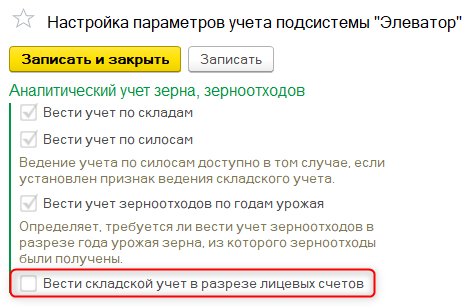 Настройка параметров учета подсистемы "Элеватор"
Записать и закрыть Записать
Аналитический учет зерна, зерноотходов
Вести учет по складам
Вести учет по силосам
Ведение учета по силосам доступно в том случае, если
установлен признак ведения складского учета.
Вести учет зерноотходов по годам урожая
Определяет, требуется ли вести учет зерноотходов в
разрезе года урожая зерна, из которого зерноотходы
были получены.
Вести складской учет в разрезе лицевых счетов